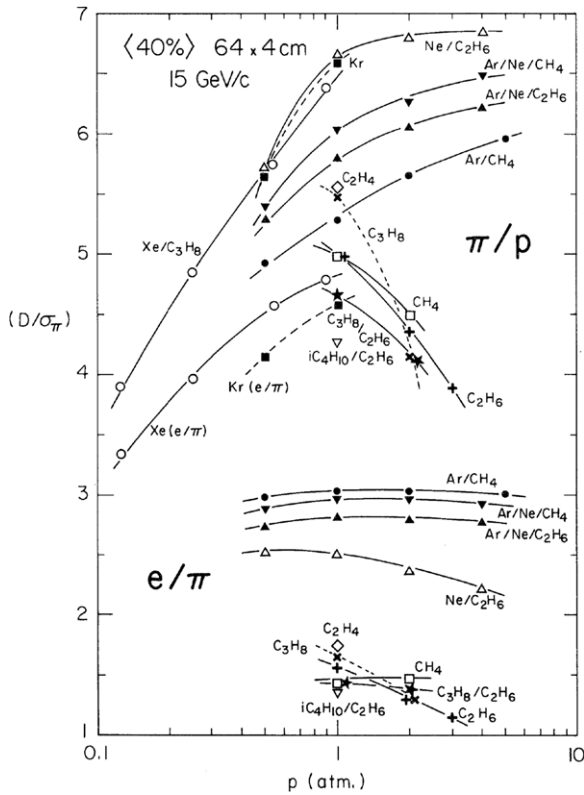 ⟨40%⟩ 64 x 4 cm
15 GeV/c
7
6
5
4
3
2
1
(D/σπ)
Ne/C2H6
Kr
Ar/Ne/CH4
Ar/Ne/C2H6
Ar/CH4
C2H4
C3H8
π/p
Xe/C3H8
CH4
C3H8/C2H6
iC4H10/C2H6
Kr(e/π)
C2H6
Xe(e/π)
Ar/CH4
Ar/Ne/CH4
Ar/Ne/C2H6
e/π
Ne/C2H6
C2H4
C3H8
CH4
C3H8/C2H6
iC4H10/C2H6
C2H6
0.1
1
10
p (atm.)